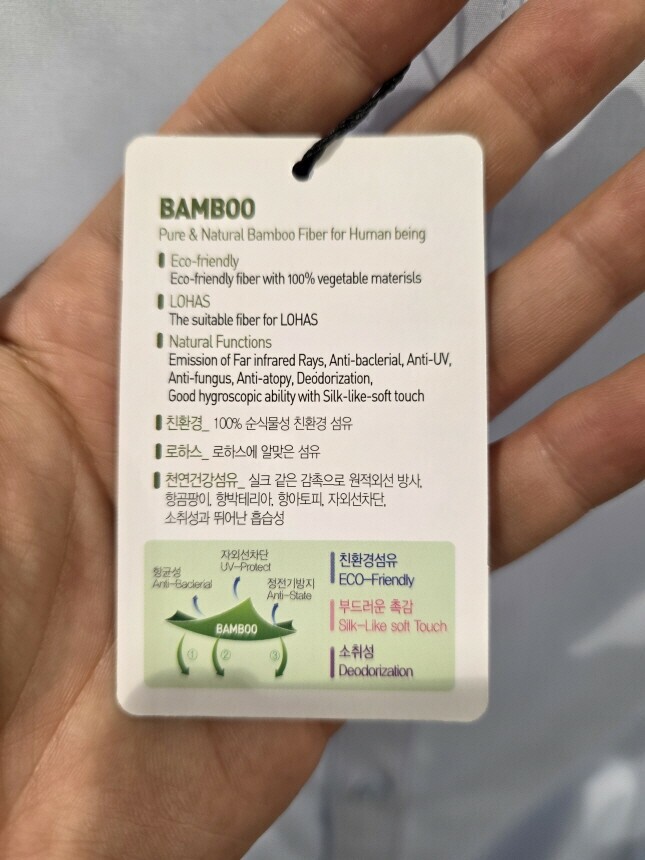 BAMBOO
Pure & Natural Bamboo Fiber for Human being
Eco-friendly
Eco-friendly fiber with 100% vegetable materisls
LOHAS
The suitable fiber for LOHAS
Natural Functions
Emission of Far infrared Rays, Anti-baclerial, Anti-UV,
Anti-fungus, Anti-atopy, Deodorization,
Good hygroscopic ability with Silk-like-soft touch
친환경_ 100% 순식물성 친환경 섬유
로하스_ 로하스에 알맞은 섬유
천연건강섬유_ 실크 같은 감촉으로 원적외선 방사,
항곰팡이, 향박테리아, 항아토피, 자외선차단,
소취성과 뛰어난 흡습성
자외선차단
UV-Protect
항균성
Anti-Baclerial
정전기방지
Anti-State
BAMBOO
① ② ③
친환경섬유
ECO-Friendly
부드러운 촉감
Silk-Like soft Touch
소취성
Deodorization